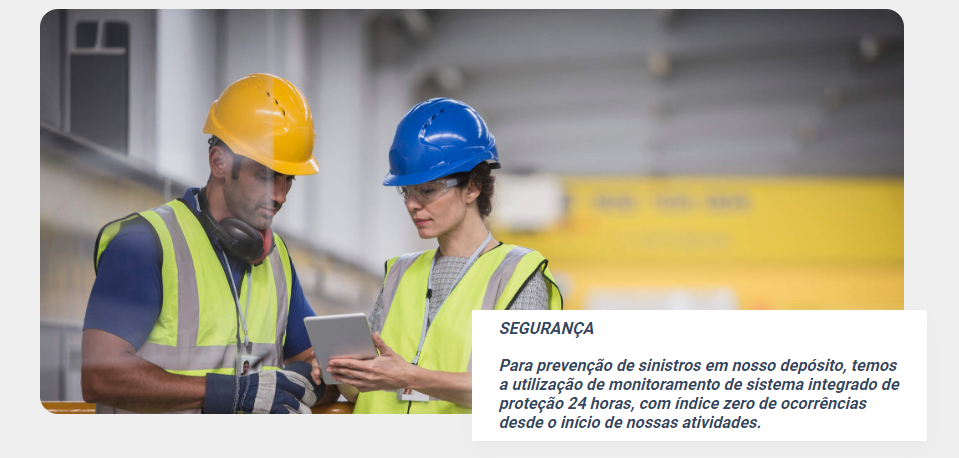 SEGURANÇA
Para prevenção de sinistros em nosso depósito, temos
a utilização de monitoramento de sistema integrado de
proteção 24 horas, com índice zero de ocorrências
desde o início de nossas atividades.